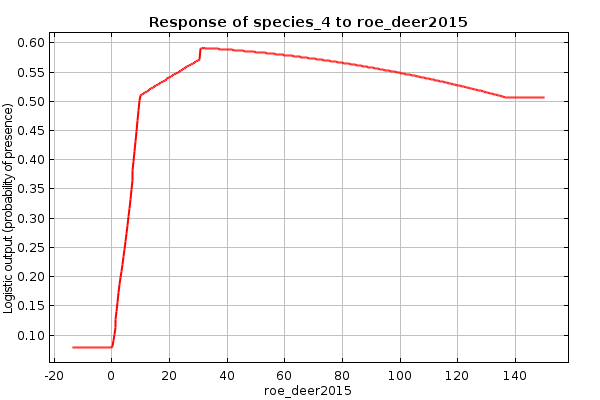 Response of species_4 to roe_deer2015
Logistic output (probability of presence)
0.60
0.55
0.50
0.45
0.40
0.35
0.30
0.25
0.20
0.15
0.10
-20 0 20 40 60 80 100 120 140
roe_deer2015